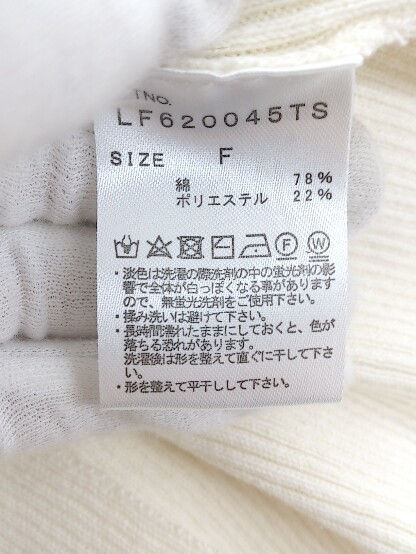 TNO.
LF620045TS
SIZE F
綿 78%
ポリエステル 22%
F W
・淡色は洗濯の際洗剤の中の蛍光剤の影
響で全体が白っぽくなる事があります
ので、無蛍光洗剤をご使用下さい。
・揉み洗いは避けて下さい。
・長時間濡れたままにしておくと、色が
落ちる恐れがあります。
洗濯後は形を整えて直ぐに干して下さ
い。
・形を整えて平干しして下さい。